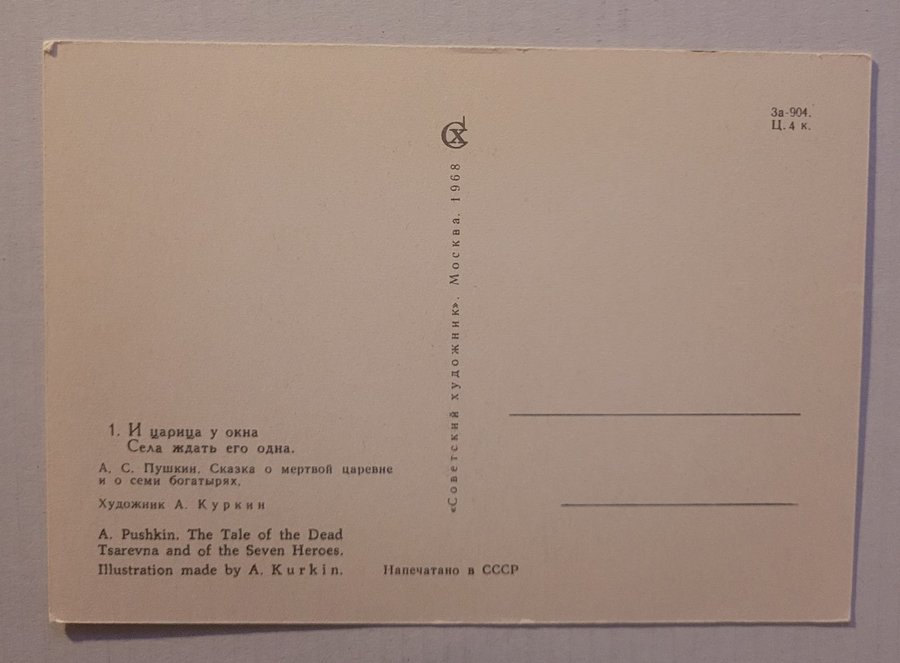 За-904.
Ц. 4 к.
СХ
«Советский художник». Москва. 1968
1. И царица у окна
Села ждать его одна.
А. С. Пушкин. Сказка о мертвой царевне
и о семи богатырях.
Художник А. Куркин
A. Pushkin. The Tale of the Dead
Tsarevna and of the Seven Heroes.
Illustration made by A. Kurkin.
Напечатано в СССР